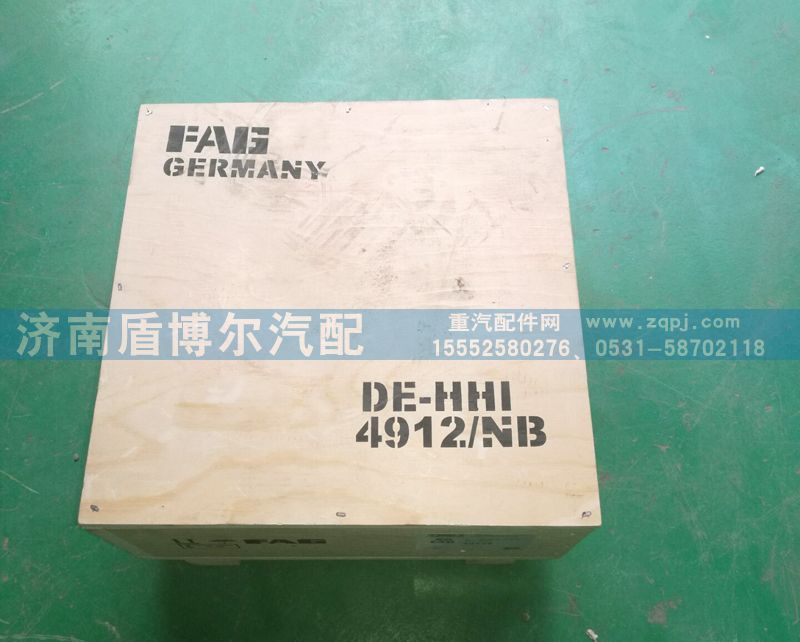 FAG
GERMANY
济南盾博尔汽配
重汽配件网 www.zqpj.com
15552580276、0531-58702118
DE-HHI
4912/NB
FAG